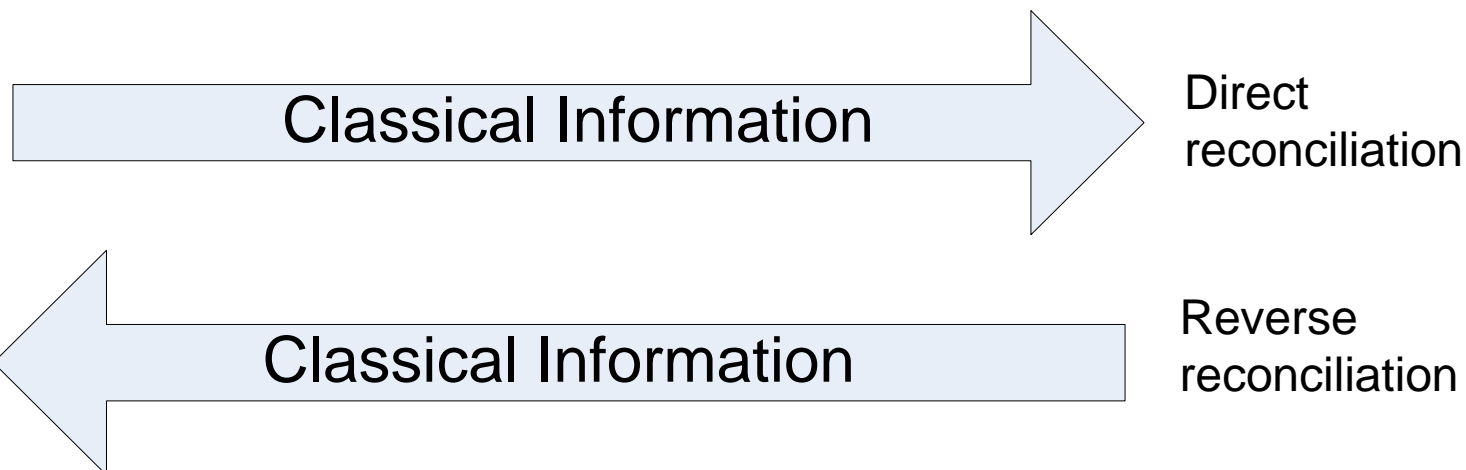 Classical Information
Direct
reconciliation
Classical Information
Reverse
reconciliation